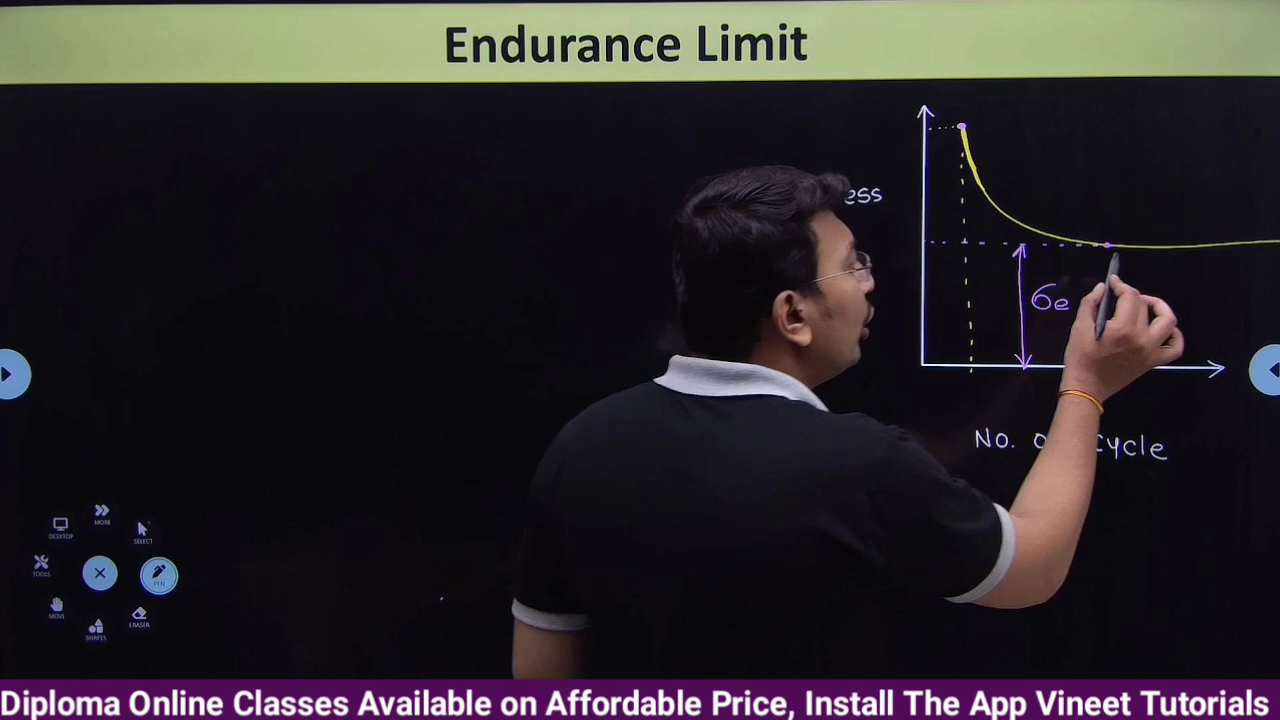 Endurance Limit
ess
σe
No. o Cycle
MORE
DESKTOP
SELECT
TOOLS
PEN
MOVE
ERASER
SHAPES
Diploma Online Classes Available on Affordable Price, Install The App Vineet Tutorials